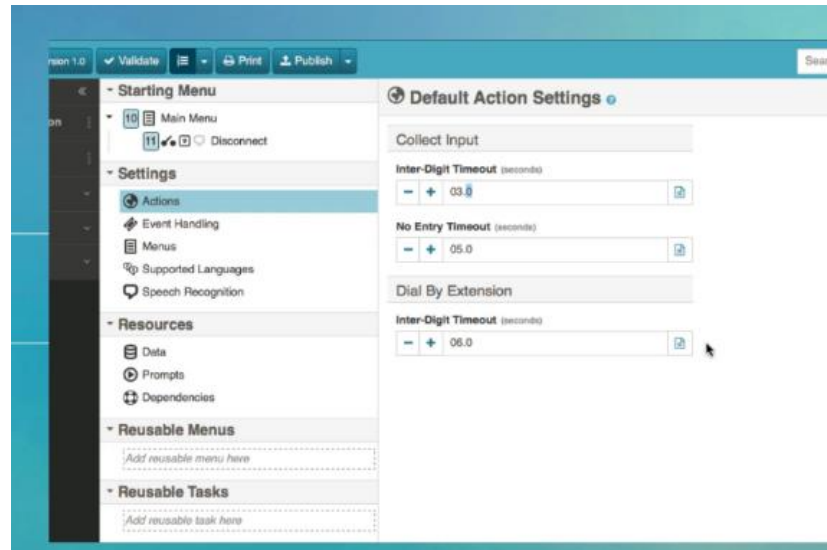 rsion 1.0
Validate
Print
Publish
Sear
on
Starting Menu
10 Main Menu
11 Disconnect
Settings
Actions
Event Handling
Menus
Supported Languages
Speech Recognition
Resources
Data
Prompts
Dependencies
Reusable Menus
Add reusable menu here
Reusable Tasks
Add reusable task here
Default Action Settings
Collect Input
Inter-Digit Timeout (seconds)
03.0
No Entry Timeout (seconds)
05.0
Dial By Extension
Inter-Digit Timeout (seconds)
06.0